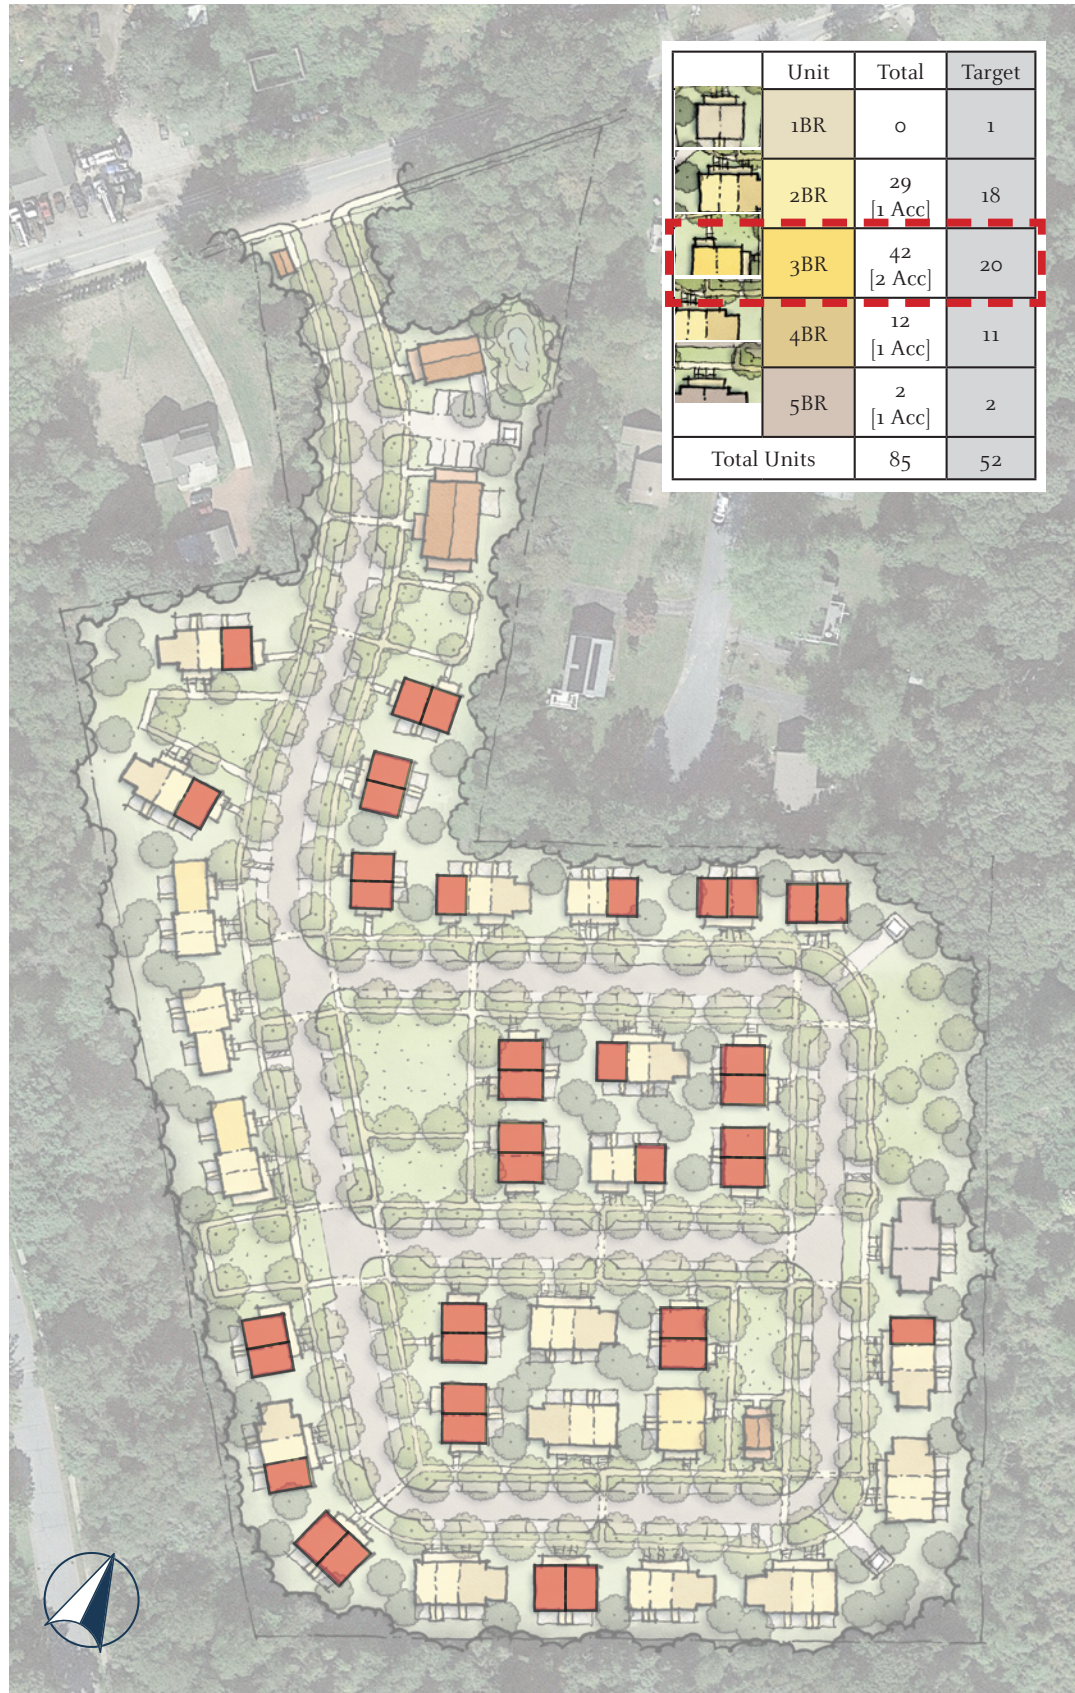 Unit Total Target
1BR 0 1
2BR 29 [1 Acc] 18
3BR 42 [2 Acc] 20
4BR 12 [1 Acc] 11
5BR 2 [1 Acc] 2
Total Units 85 52